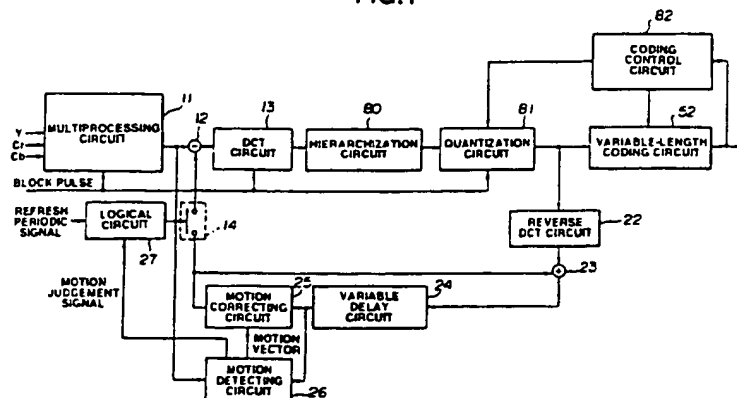 82
CODING
CONTROL
CIRCUIT
11
MULTIPROCESSING
CIRCUIT
Y
Cr
Cb
12
13
DCT
CIRCUIT
80
HIERARCHIZATION
CIRCUIT
81
QUANTIZATION
CIRCUIT
52
VARIABLE-LENGTH
CODING CIRCUIT
BLOCK PULSE
REFRESH
PERIODIC
SIGNAL
LOGICAL
CIRCUIT
27
14
REVERSE
DCT CIRCUIT
22
23
MOTION
JUDGEMENT
SIGNAL
MOTION
CORRECTING
CIRCUIT
25
VARIABLE
DELAY
CIRCUIT
24
MOTION
VECTOR
MOTION
DETECTING
CIRCUIT
26